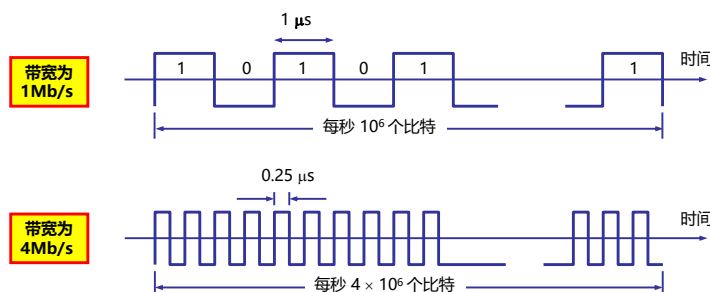 1 μs
带宽为
1Mb/s
1 0 1 0 1 1
时间
每秒 10⁶ 个比特
0.25 μs
带宽为
4Mb/s
时间
每秒 4 × 10⁶ 个比特